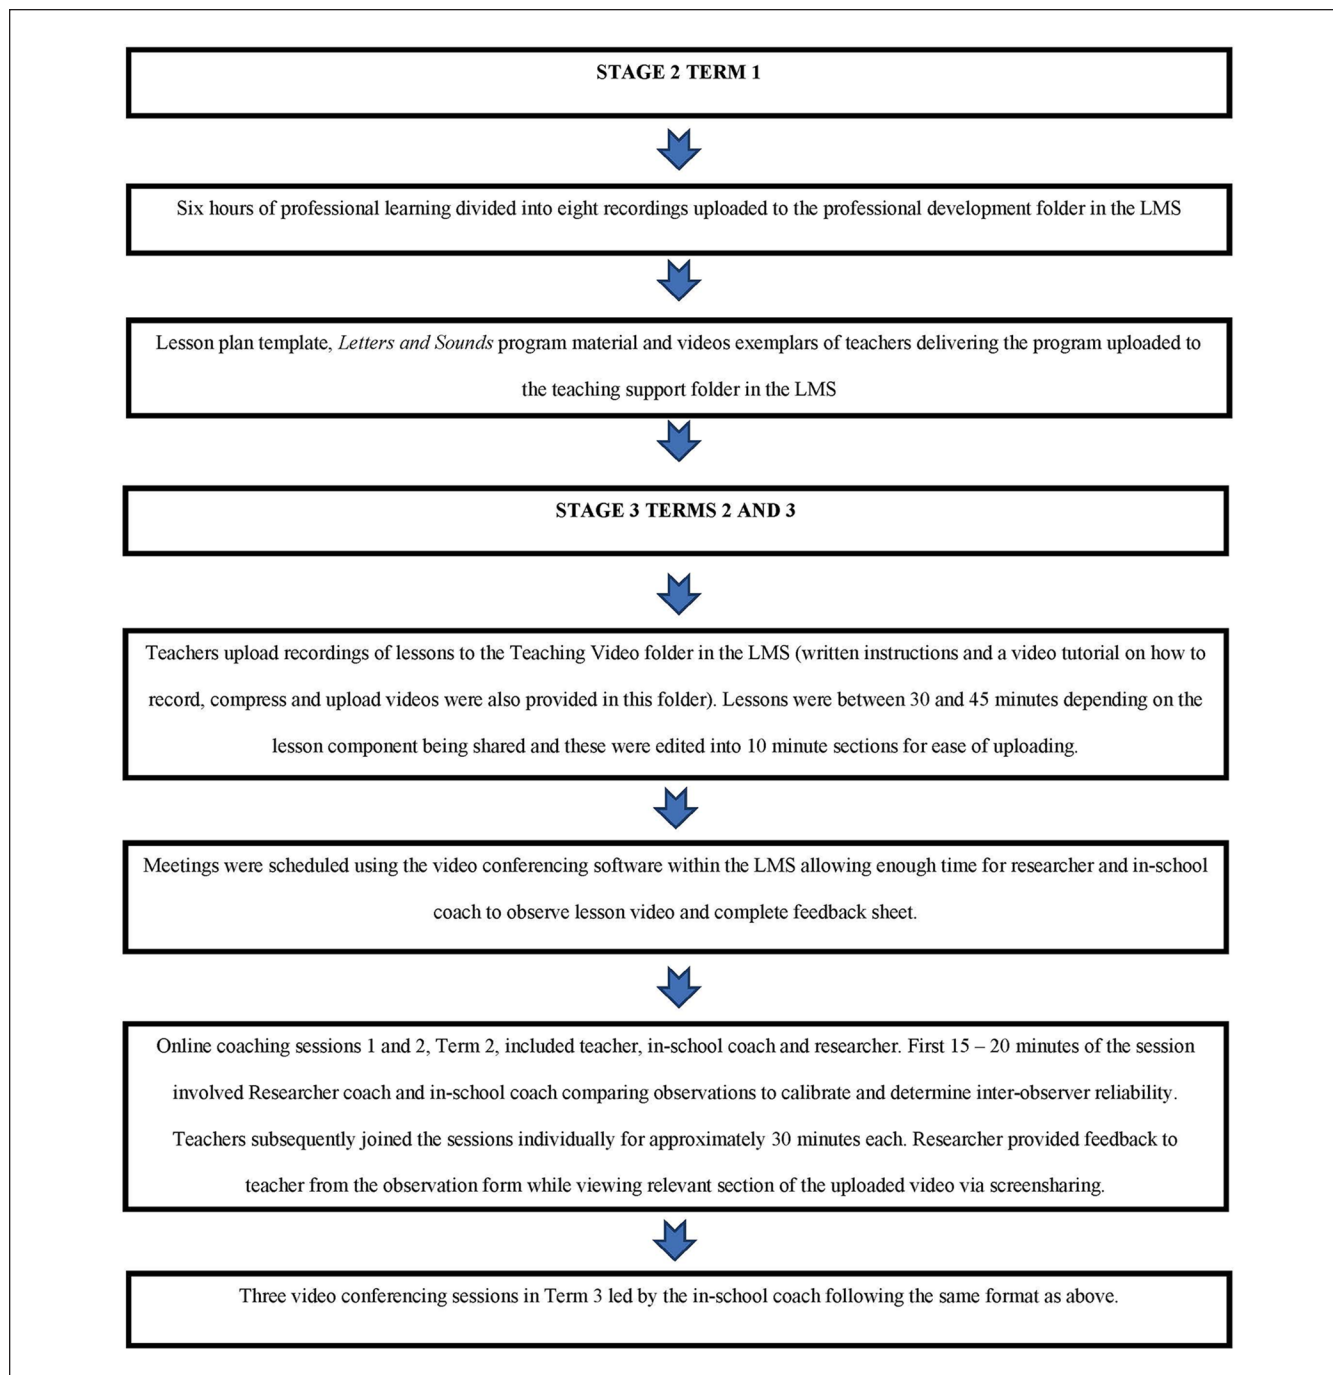 STAGE 2 TERM 1
Six hours of professional learning divided into eight recordings uploaded to the professional development folder in the LMS
Lesson plan template, Letters and Sounds program material and videos exemplars of teachers delivering the program uploaded to
the teaching support folder in the LMS
STAGE 3 TERMS 2 AND 3
Teachers upload recordings of lessons to the Teaching Video folder in the LMS (written instructions and a video tutorial on how to
record, compress and upload videos were also provided in this folder). Lessons were between 30 and 45 minutes depending on the
lesson component being shared and these were edited into 10 minute sections for ease of uploading.
Meetings were scheduled using the video conferencing software within the LMS allowing enough time for researcher and in-school
coach to observe lesson video and complete feedback sheet.
Online coaching sessions 1 and 2, Term 2, included teacher, in-school coach and researcher. First 15 – 20 minutes of the session
involved Researcher coach and in-school coach comparing observations to calibrate and determine inter-observer reliability.
Teachers subsequently joined the sessions individually for approximately 30 minutes each. Researcher provided feedback to
teacher from the observation form while viewing relevant section of the uploaded video via screensharing.
Three video conferencing sessions in Term 3 led by the in-school coach following the same format as above.